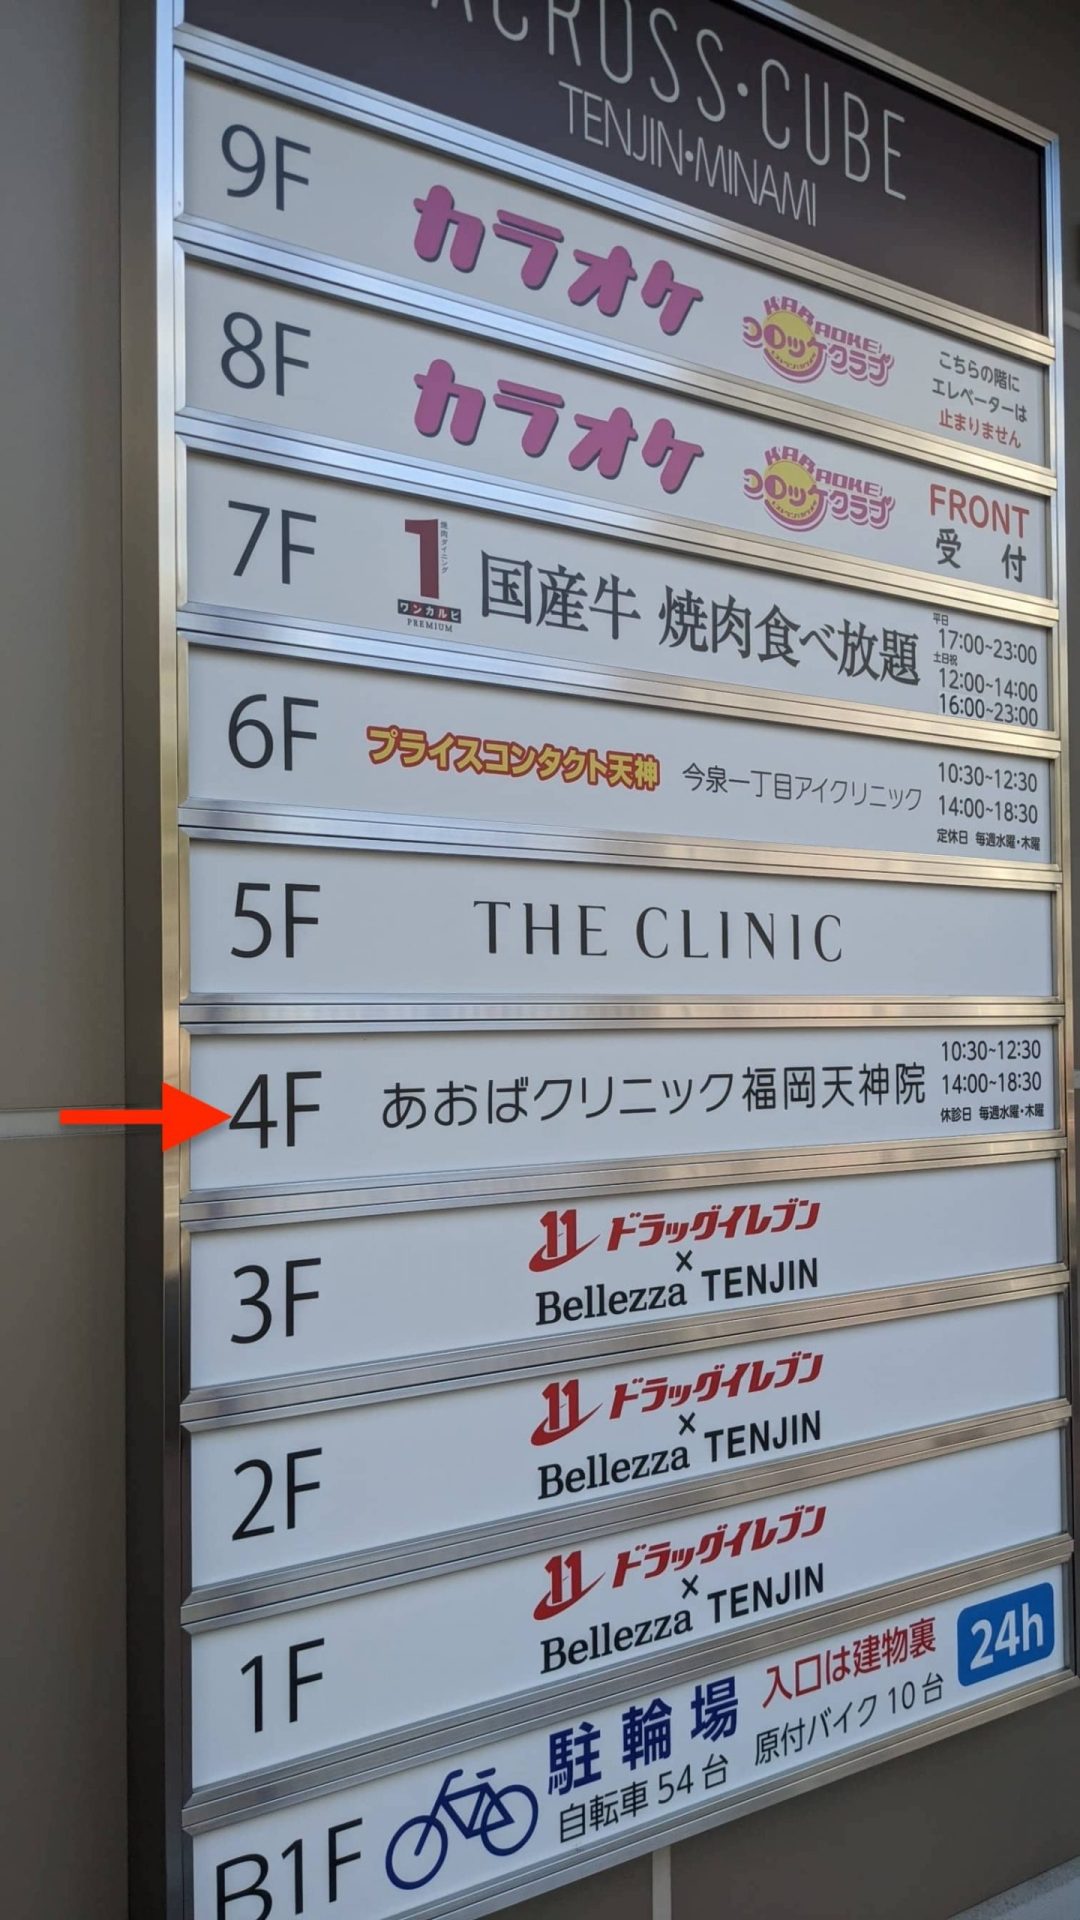 ACROSS・CUBE
TENJIN・MINAMI
9F
カラオケ
KARAOKE!
コロッケクラブ
こちらの階に
エレベーターは
止まりません
8F
カラオケ
KARAOKE!
コロッケクラブ
FRONT
受 付
7F
1
焼肉ダイニング
ワンカルビ
PREMIUM
国産牛 焼肉食べ放題
平日
17:00~23:00
土日祝
12:00~14:00
16:00~23:00
6F
プライスコンタクト天神
今泉一丁目アイクリニック
10:30~12:30
14:00~18:30
定休日 毎週水曜・木曜
5F
THE CLINIC
4F
あおばクリニック福岡天神院
10:30~12:30
14:00~18:30
休診日 毎週水曜・木曜
3F
11 ドラッグイレブン
×
Bellezza TENJIN
2F
11 ドラッグイレブン
×
Bellezza TENJIN
1F
11 ドラッグイレブン
×
Bellezza TENJIN
B1F
駐輪場
入口は建物裏
24h
自転車54台
原付バイク10台